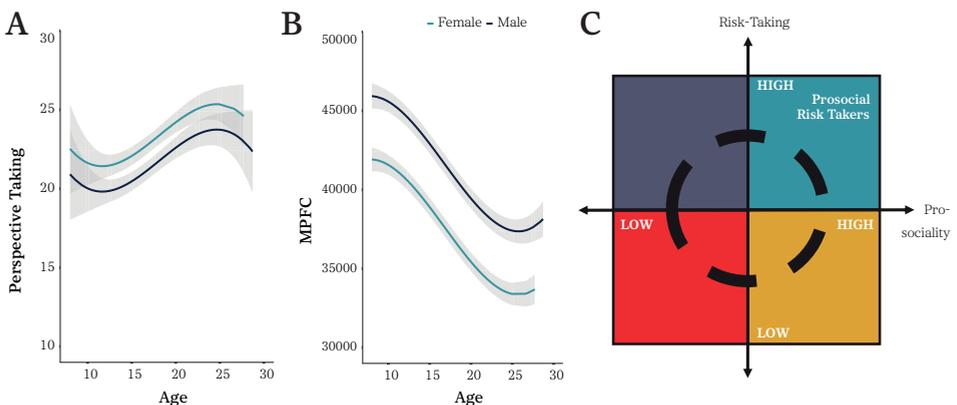 A
30
25
20
15
10
Perspective Taking
10 15 20 25 30
Age
B
Female Male
50000
45000
40000
35000
30000
MPFC
10 15 20 25 30
Age
C
Risk-Taking
HIGH
Prosocial
Risk Takers
LOW
HIGH
Pro-
sociality
LOW